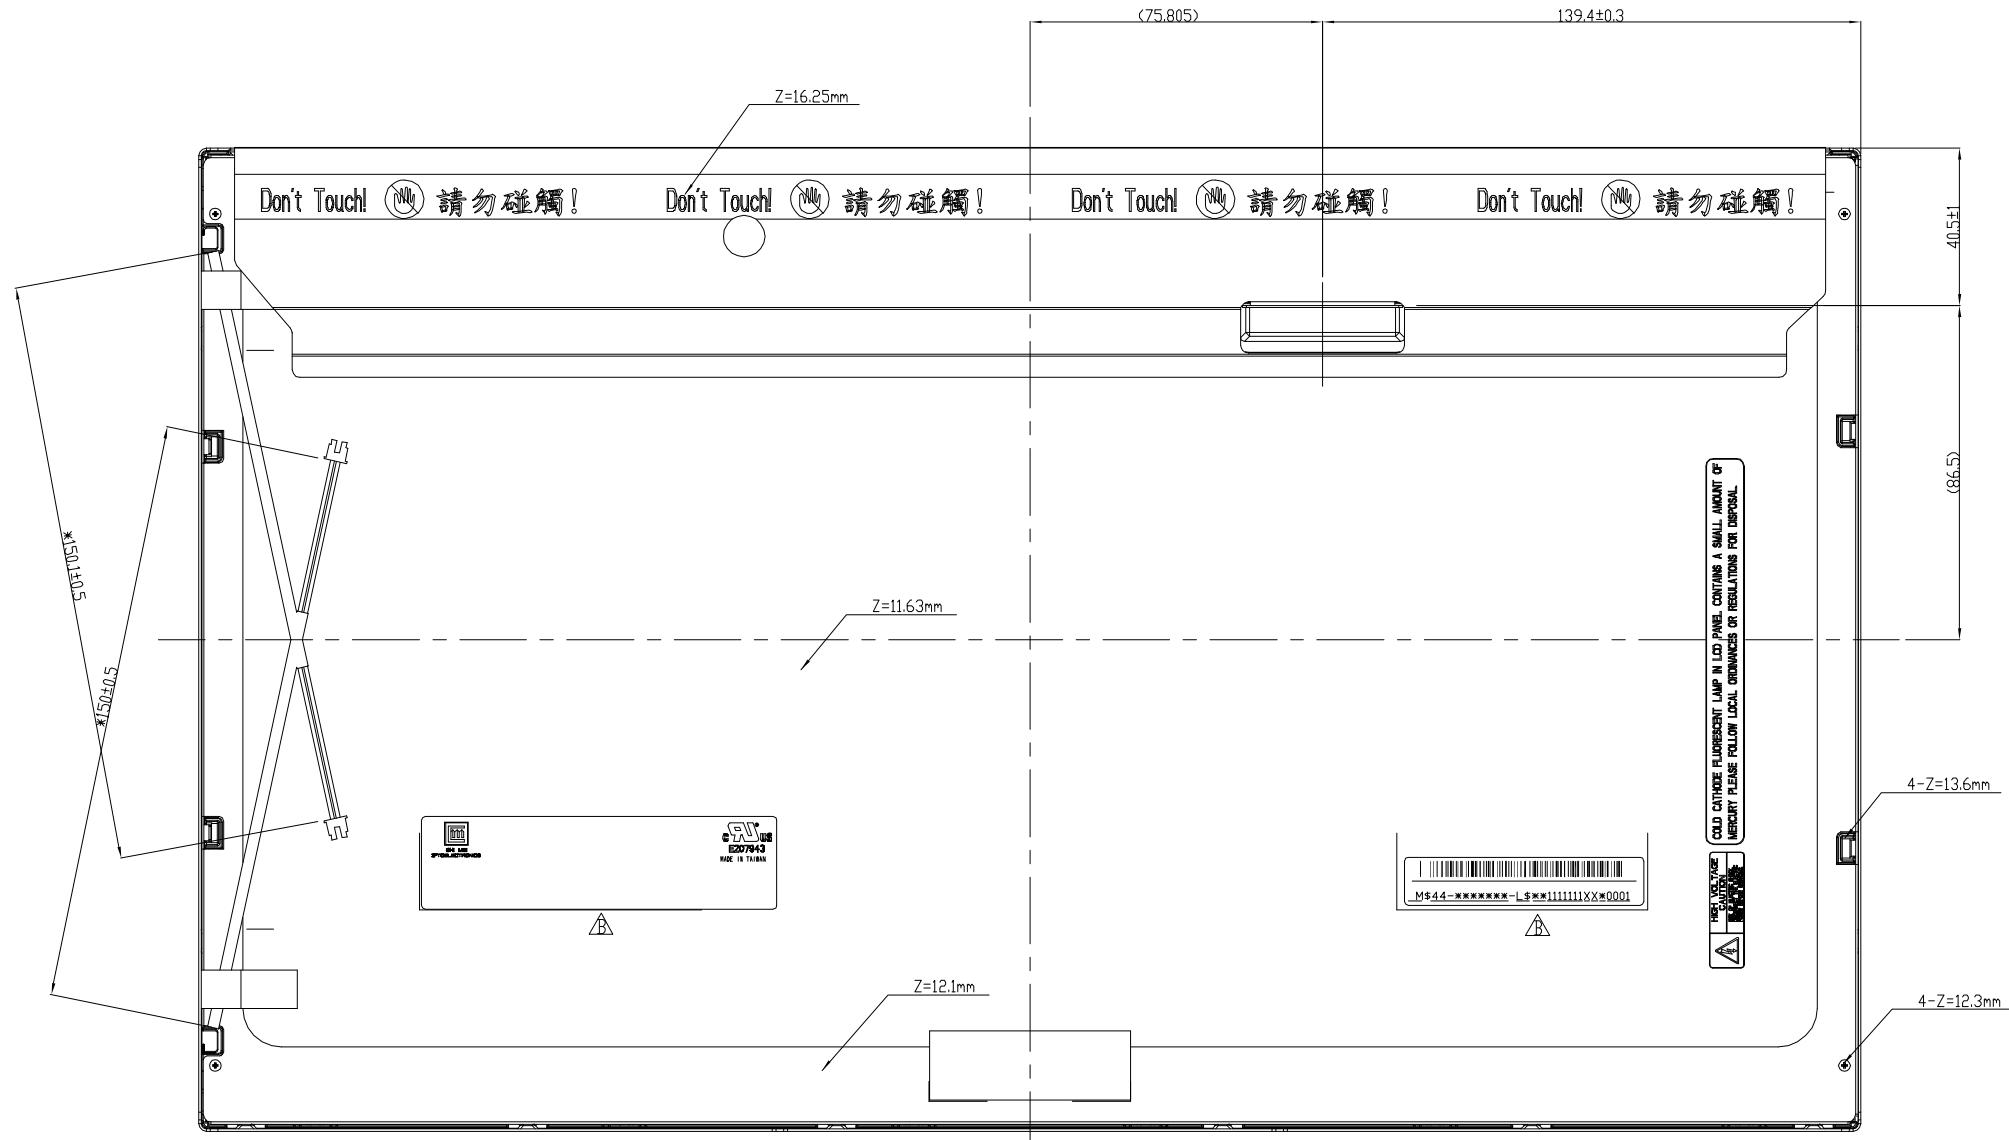 (75.805)
139.4±0.3
Z=16.25mm
Don't Touch! 請勿碰觸! Don't Touch! 請勿碰觸! Don't Touch! 請勿碰觸! Don't Touch! 請勿碰觸!
40.5±1
(86.5)
*150.1±0.5
*150±0.5
Z=11.63mm
COLD CATHODE FLUORESCENT LAMP IN LCD PANEL CONTAINS A SMALL AMOUNT OF
MERCURY PLEASE FOLLOW LOCAL ORDINANCES OR REGULATIONS FOR DISPOSAL.
4-Z=13.6mm
CHI MEI
OPTOELECTRONICS
C US
E207943
MADE IN TAIWAN
B
M$44-*******-L$**1111111XX*0001
B
HIGH VOLTAGE
CAUTION
Z=12.1mm
4-Z=12.3mm